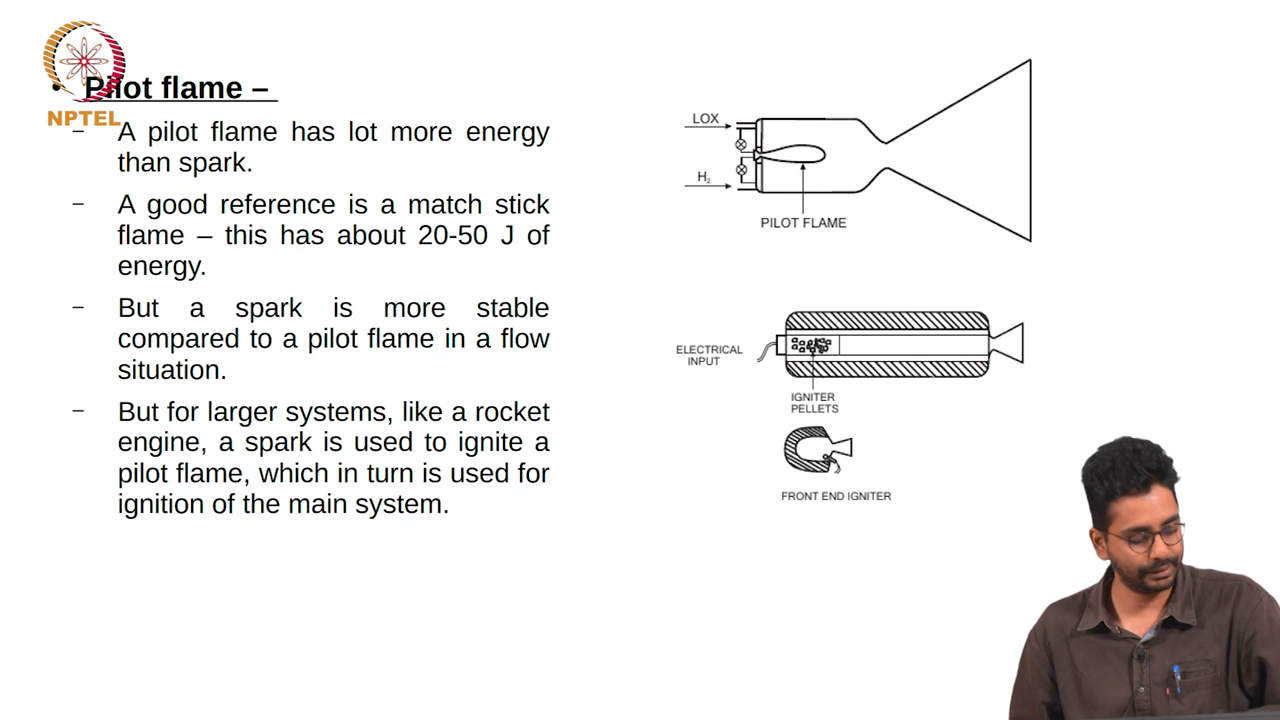 NPTEL
• Pilot flame –
– A pilot flame has lot more energy
than spark.
– A good reference is a match stick
flame – this has about 20-50 J of
energy.
– But a spark is more stable
compared to a pilot flame in a flow
situation.
– But for larger systems, like a rocket
engine, a spark is used to ignite a
pilot flame, which in turn is used for
ignition of the main system.
LOX
H₂
PILOT FLAME
ELECTRICAL
INPUT
IGNITER
PELLETS
FRONT END IGNITER